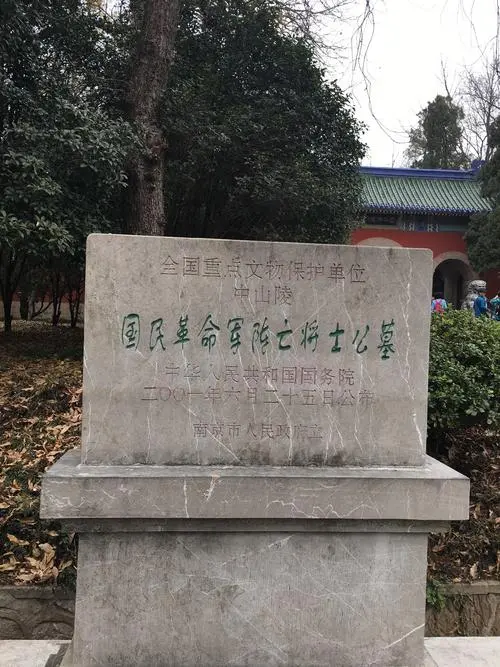 全国重点文物保护单位
中山陵
国民革命军阵亡将士公墓
中华人民共和国国务院
二〇〇一年六月二十五日公布
南京市人民政府立